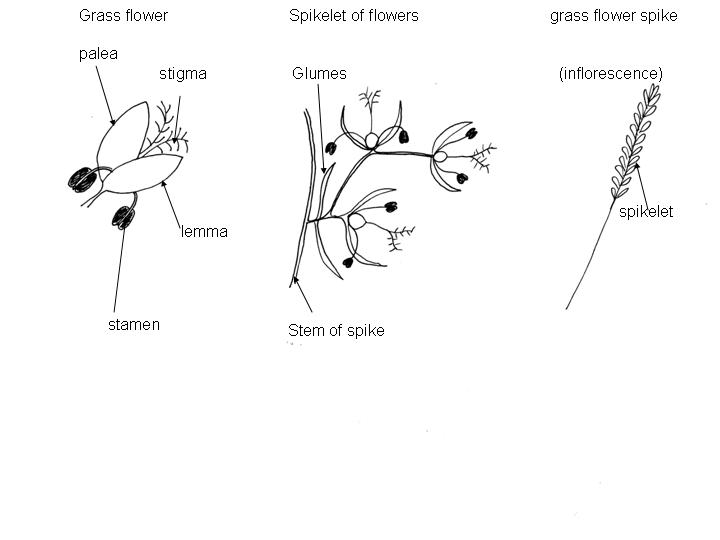 Grass flower
Spikelet of flowers
grass flower spike
palea
stigma
Glumes
(inflorescence)
spikelet
lemma
stamen
Stem of spike